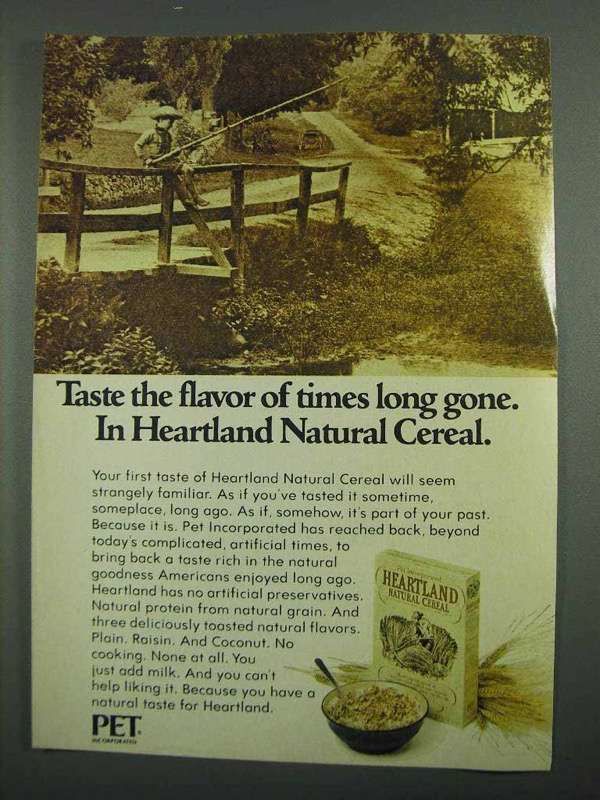 Taste the flavor of times long gone.
In Heartland Natural Cereal.
Your first taste of Heartland Natural Cereal will seem
strangely familiar. As if you've tasted it sometime,
someplace, long ago. As if, somehow, it's part of your past.
Because it is. Pet Incorporated has reached back, beyond
today's complicated, artificial times, to
bring back a taste rich in the natural
goodness Americans enjoyed long ago.
Heartland has no artificial preservatives.
Natural protein from natural grain. And
three deliciously toasted natural flavors.
Plain. Raisin. And Coconut. No
cooking. None at all. You
just add milk. And you can't
help liking it. Because you have a
natural taste for Heartland.
HEARTLAND
NATURAL CEREAL
PET®
INCORPORATED